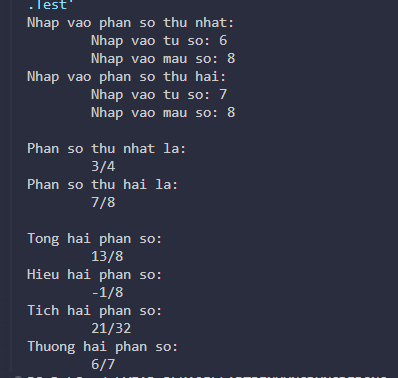 .Test'
Nhap vao phan so thu nhat:
Nhap vao tu so: 6
Nhap vao mau so: 8
Nhap vao phan so thu hai:
Nhap vao tu so: 7
Nhap vao mau so: 8
Phan so thu nhat la:
3/4
Phan so thu hai la:
7/8
Tong hai phan so:
13/8
Hieu hai phan so:
-1/8
Tich hai phan so:
21/32
Thuong hai phan so:
6/7